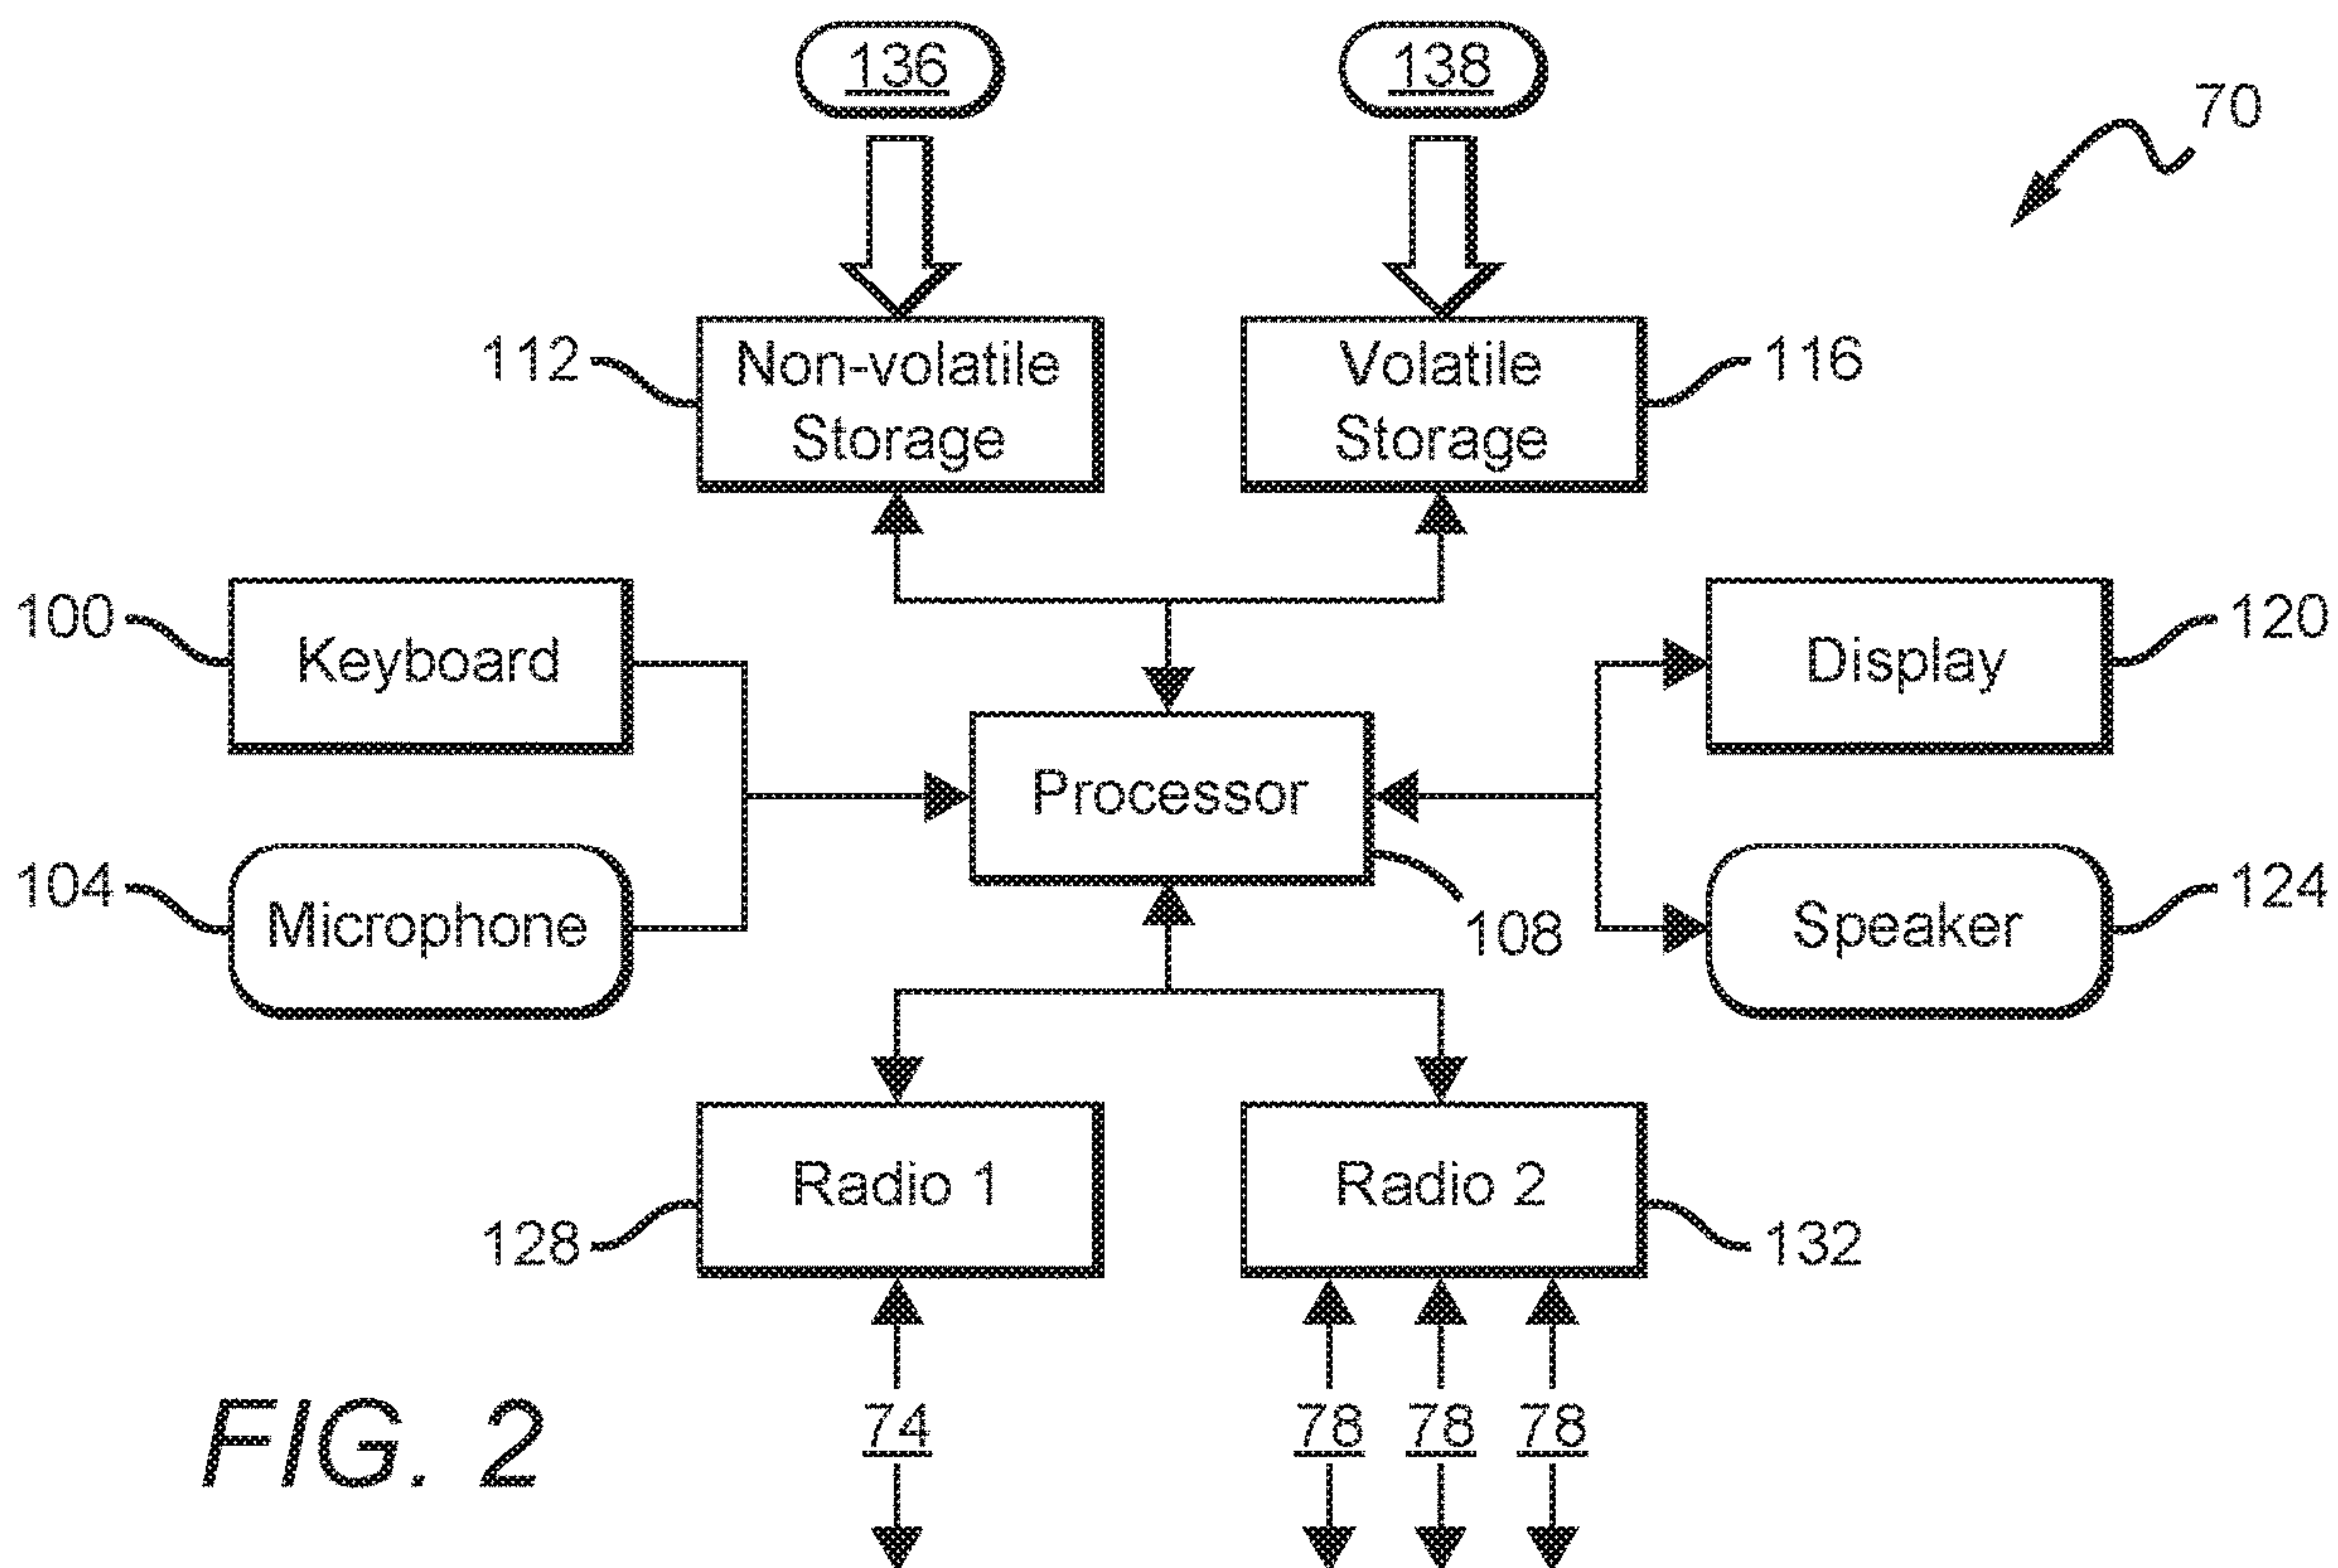 136 138
70
112 Non-volatile Storage Volatile Storage 116
100 Keyboard Display 120
Processor
104 Microphone 108 Speaker 124
Radio 1 Radio 2
128 132
74 78 78 78
FIG. 2